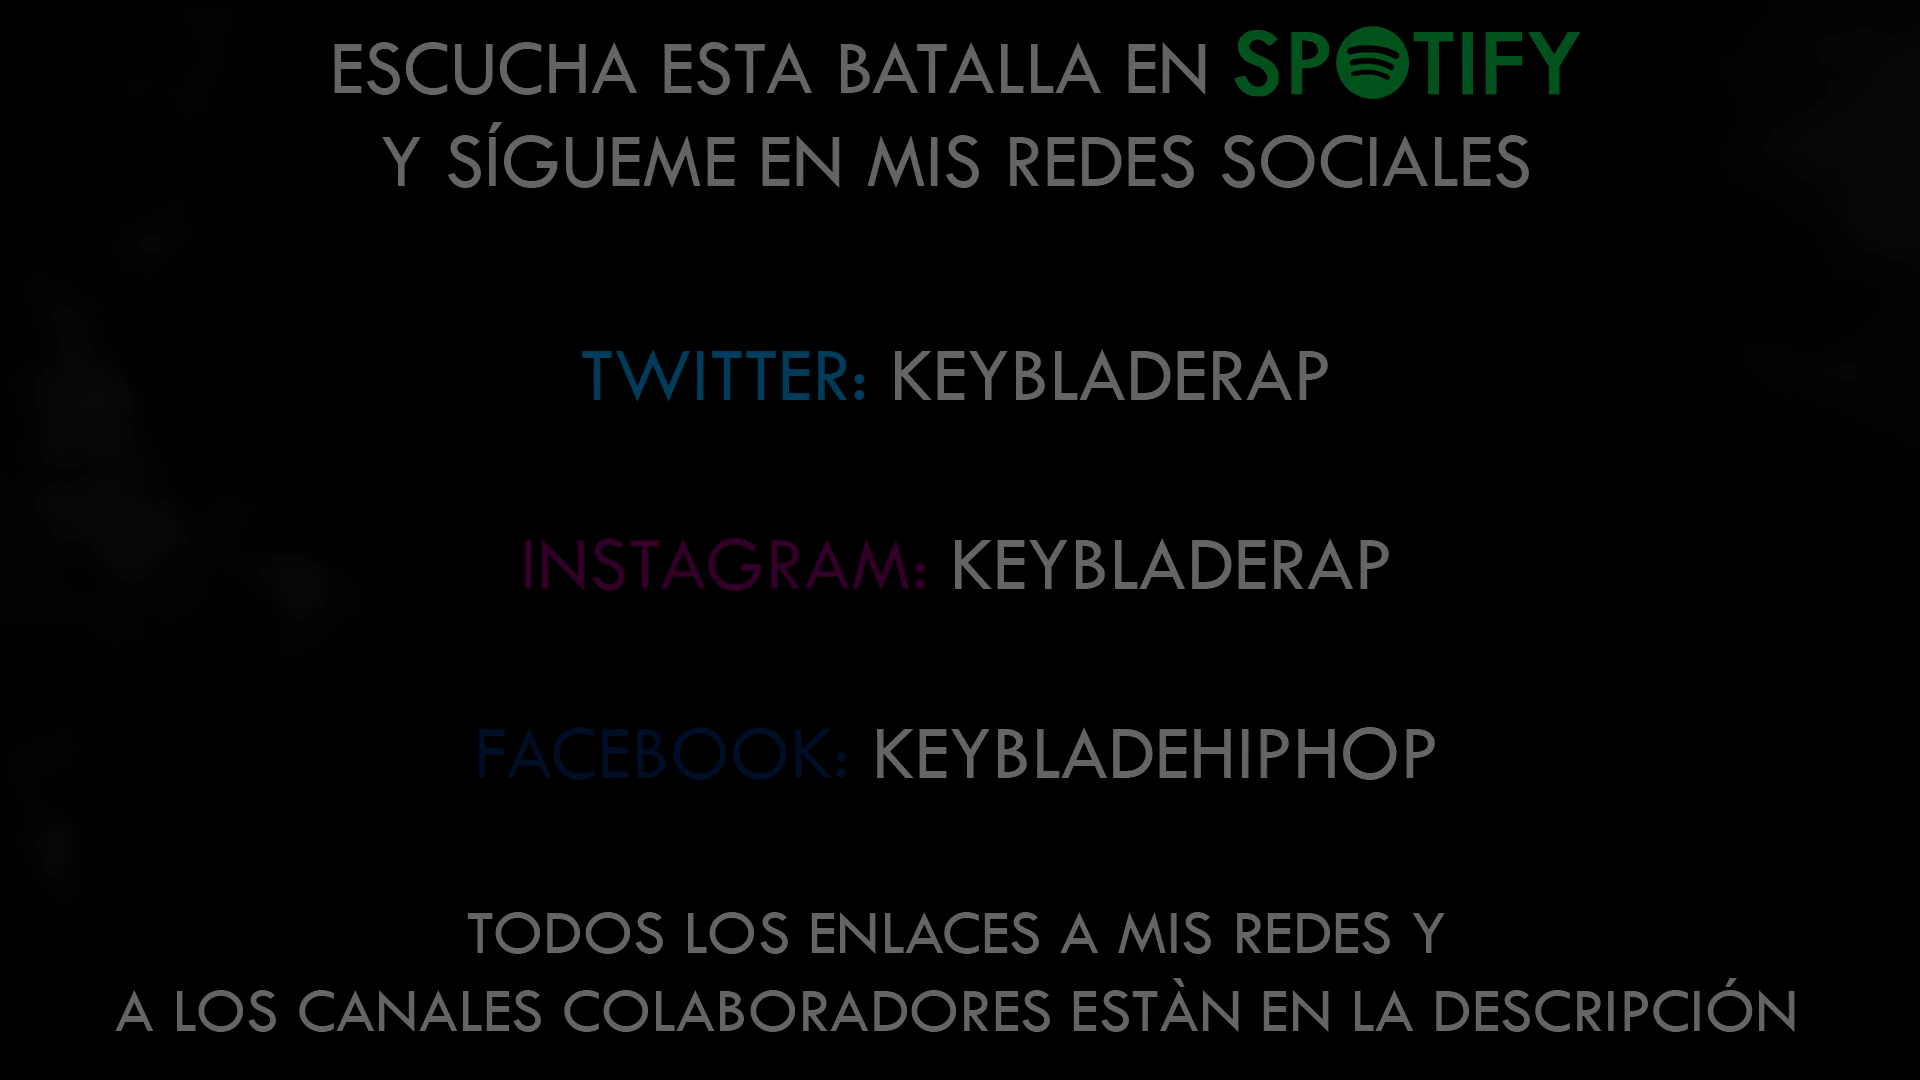 ESCUCHA ESTA BATALLA EN SPOTIFY
Y SÍGUEME EN MIS REDES SOCIALES
TWITTER: KEYBLADERAP
INSTAGRAM: KEYBLADERAP
FACEBOOK: KEYBLADEHIPHOP
TODOS LOS ENLACES A MIS REDES Y
A LOS CANALES COLABORADORES ESTÀN EN LA DESCRIPCIÓN